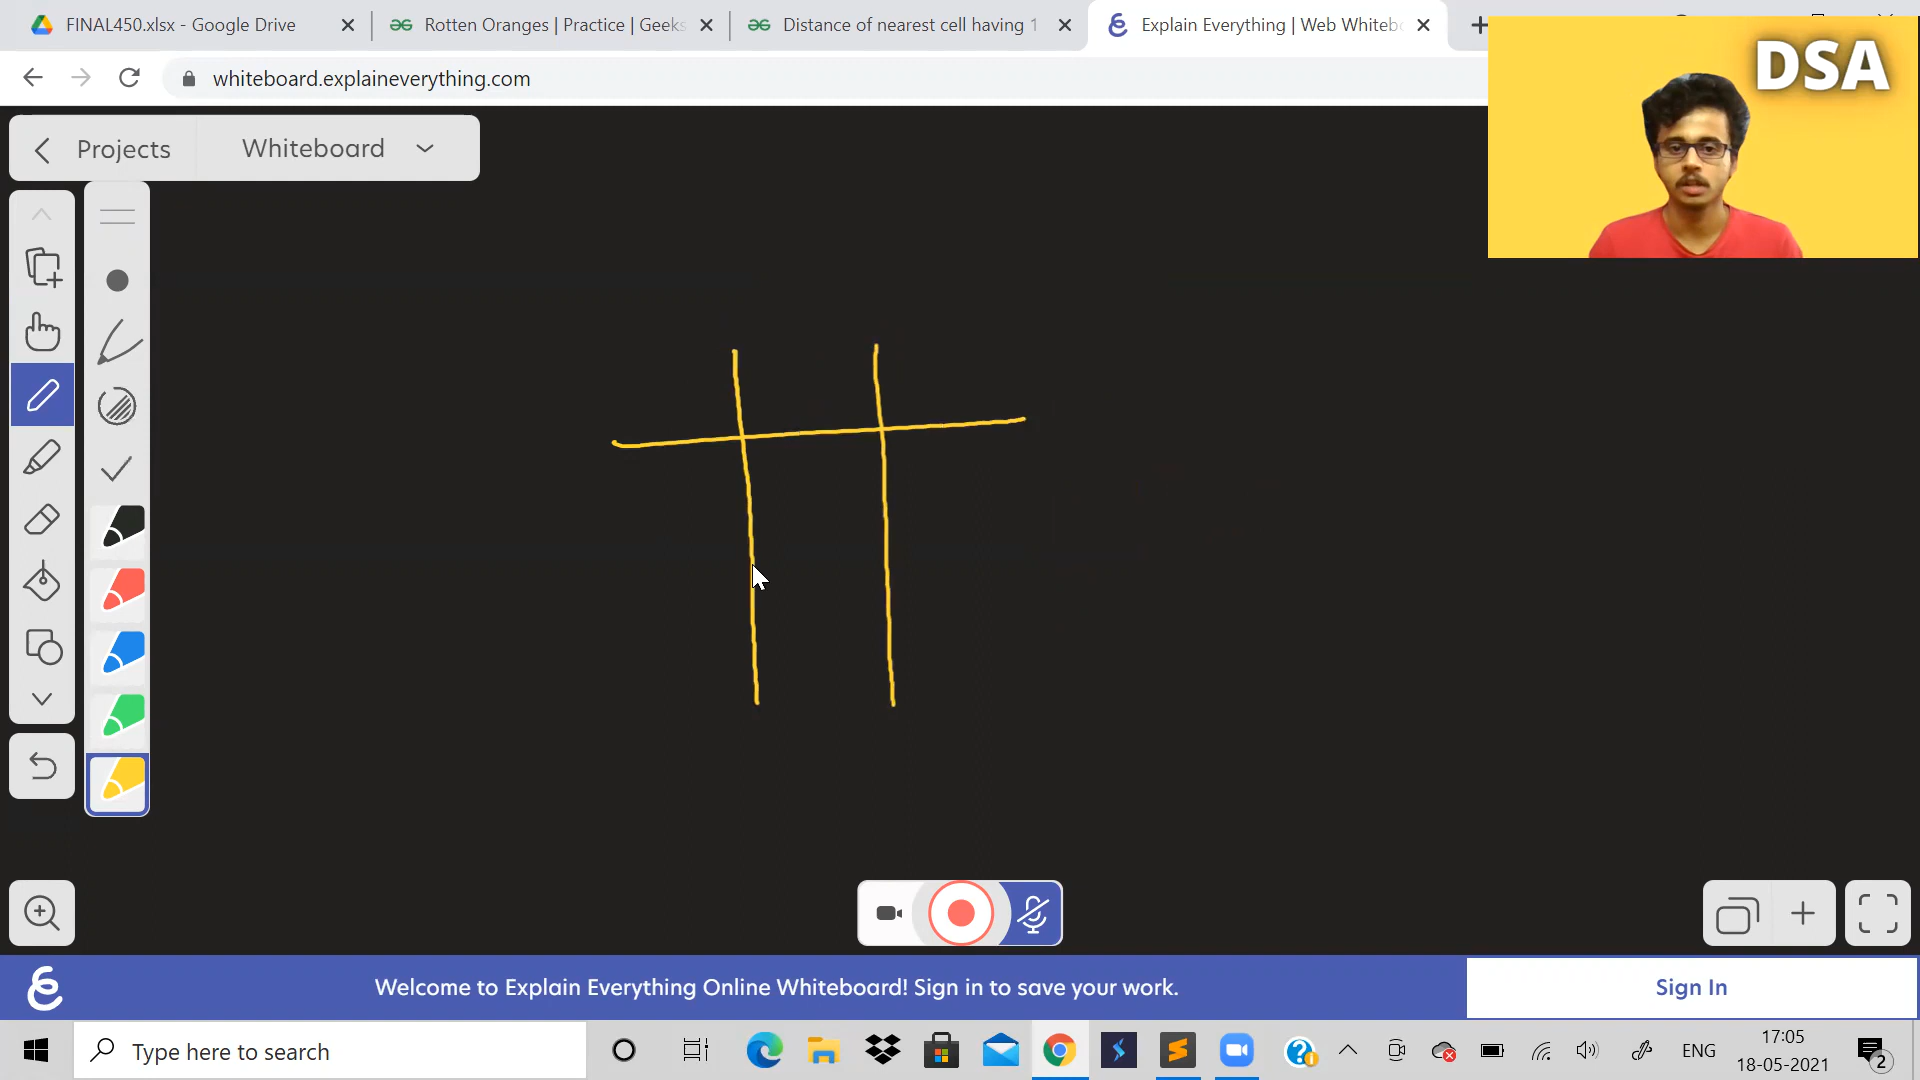 FINAL450.xlsx - Google Drive
Rotten Oranges | Practice | Geeks
Distance of nearest cell having 1
Explain Everything | Web Whitebo
whiteboard.explaineverything.com
DSA
Projects
Whiteboard
Welcome to Explain Everything Online Whiteboard! Sign in to save your work.
Sign In
Type here to search
ENG
17:05
18-05-2021
2